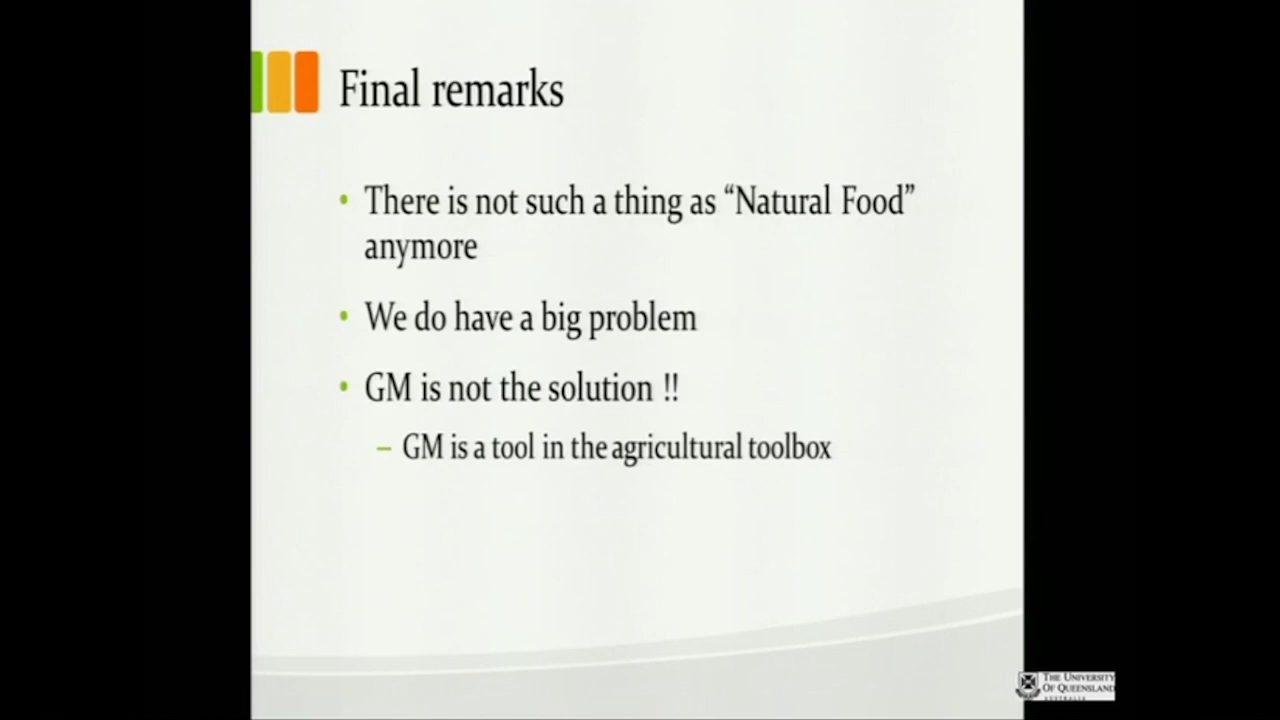 Final remarks
• There is not such a thing as “Natural Food”
anymore
• We do have a big problem
• GM is not the solution !!
– GM is a tool in the agricultural toolbox
THE UNIVERSITY
OF QUEENSLAND
AUSTRALIA